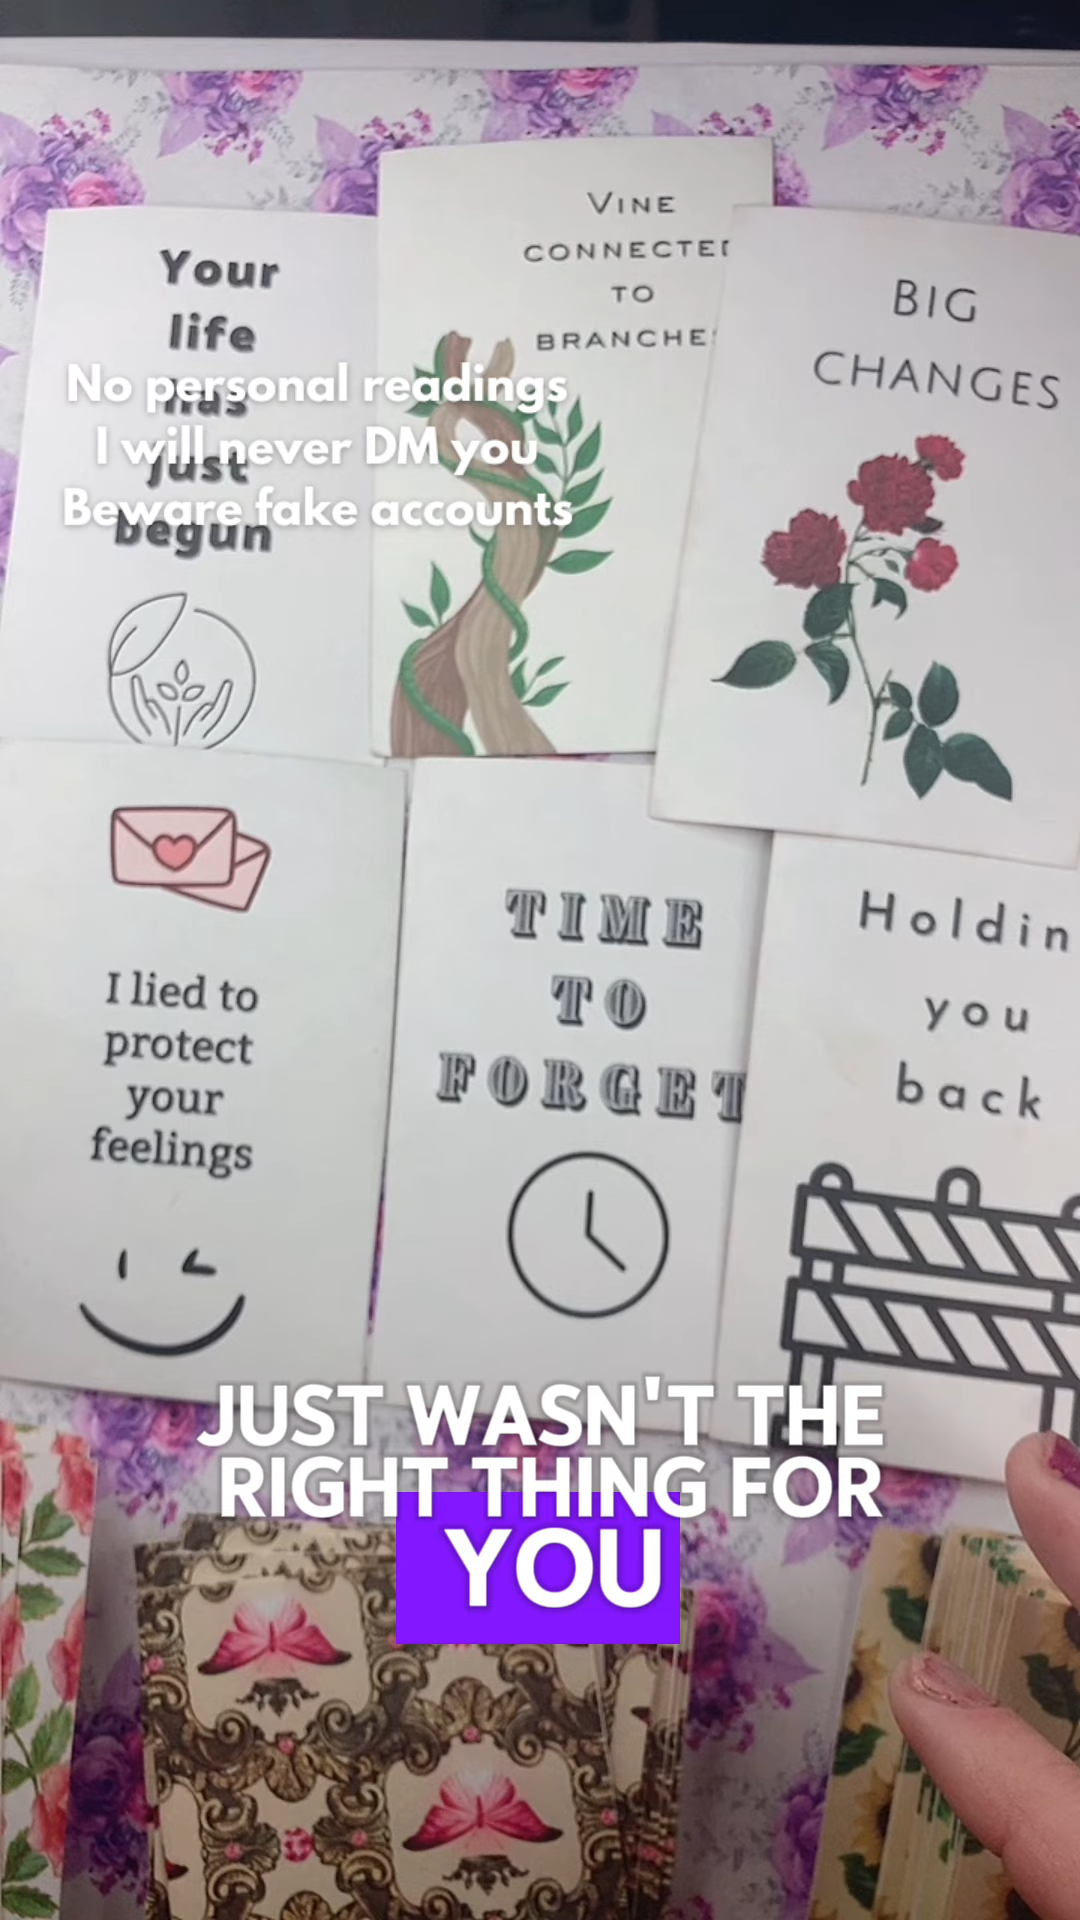 Your
life
has
just
begun
VINE
CONNECTED
TO
BRANCHES
BIG
CHANGES
No personal readings
I will never DM you
Beware fake accounts
I lied to
protect
your
feelings
TIME
TO
FORGET
Holdin
you
back
JUST WASN'T THE
RIGHT THING FOR
YOU